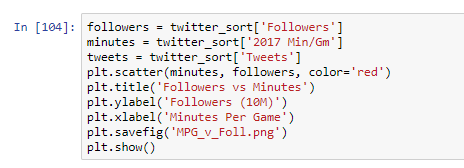 In [104]: followers = twitter_sort['Followers']
minutes = twitter_sort['2017 Min/Gm']
tweets = twitter_sort['Tweets']
plt.scatter(minutes, followers, color='red')
plt.title('Followers vs Minutes')
plt.ylabel('Followers (10M)')
plt.xlabel('Minutes Per Game')
plt.savefig('MPG_v_Foll.png')
plt.show()